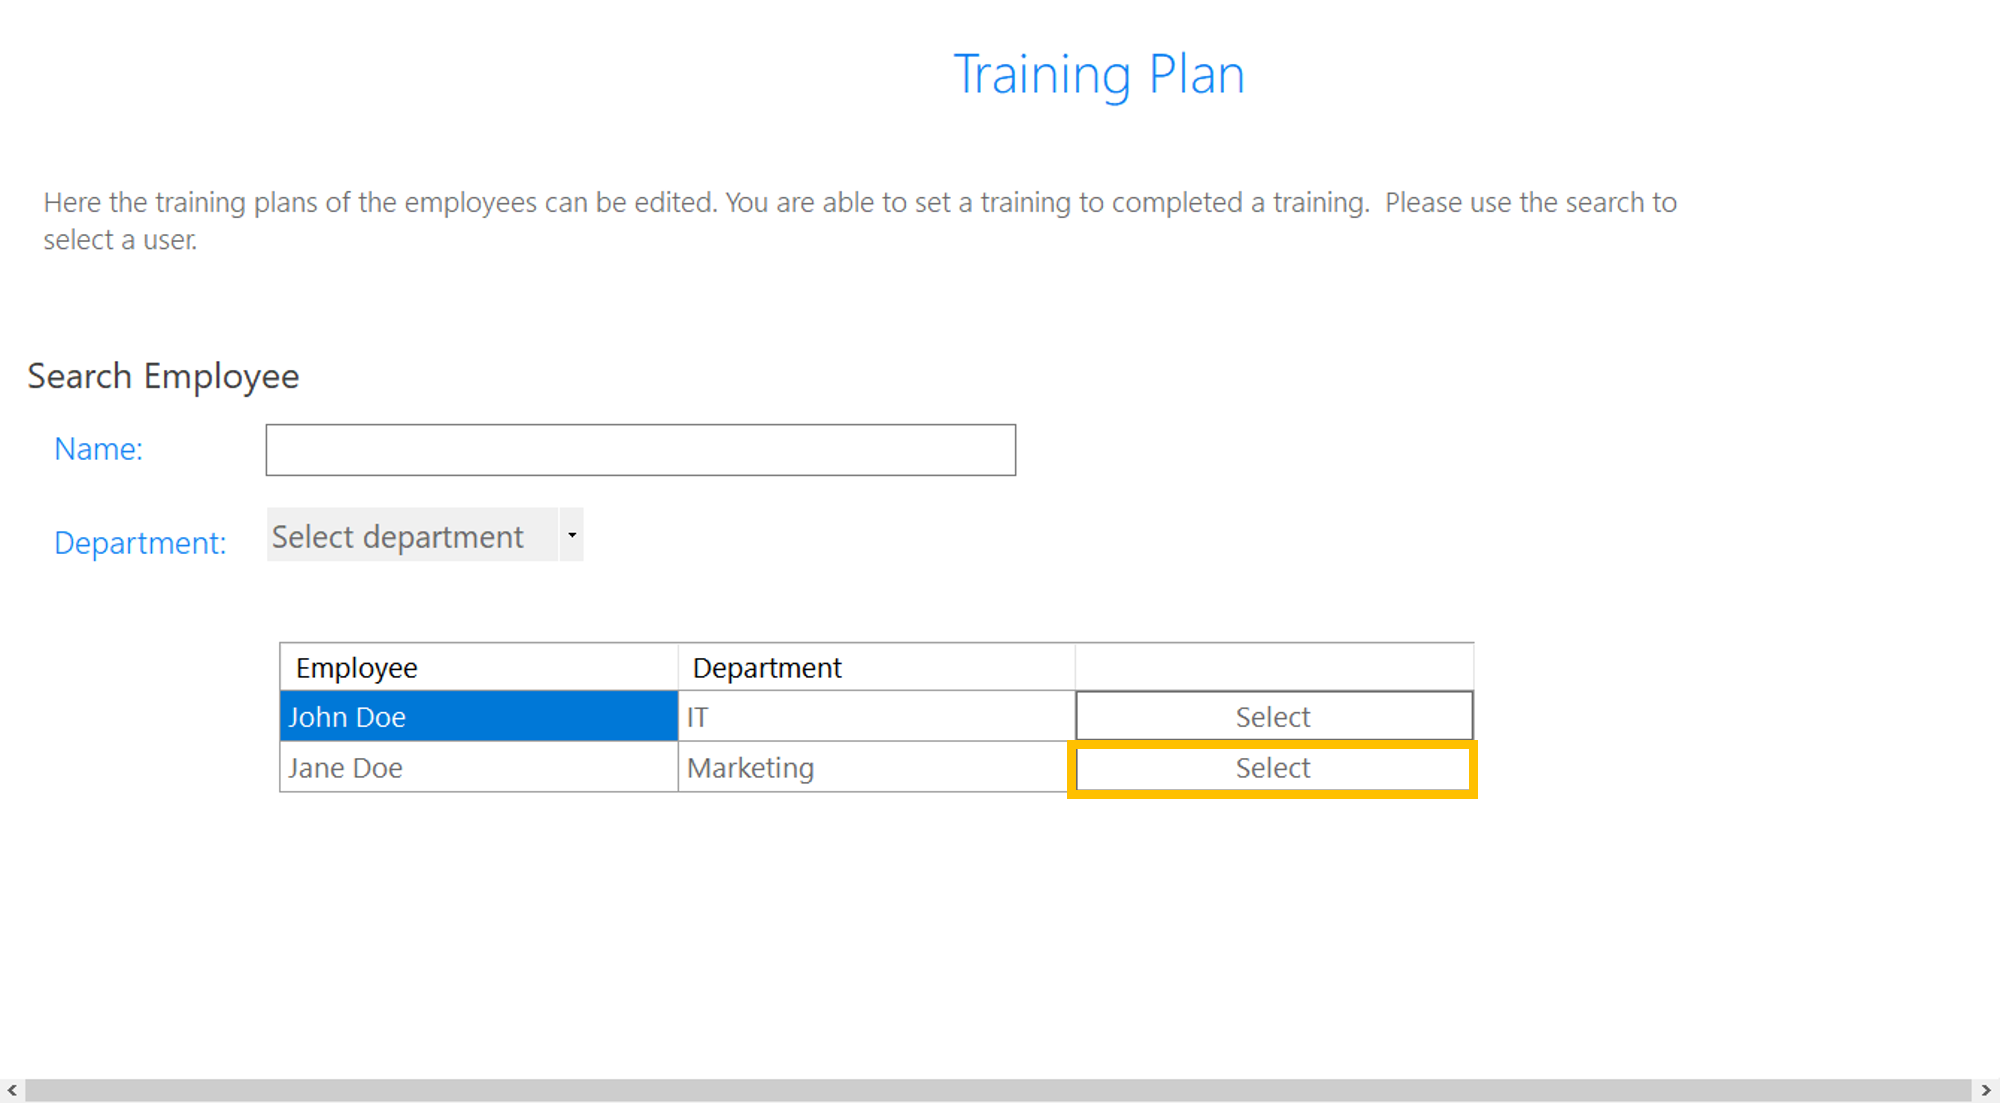 Training Plan
Here the training plans of the employees can be edited. You are able to set a training to completed a training.  Please use the search to
select a user.
Search Employee
Name:
Department: Select department
Employee Department
John Doe IT Select
Jane Doe Marketing Select